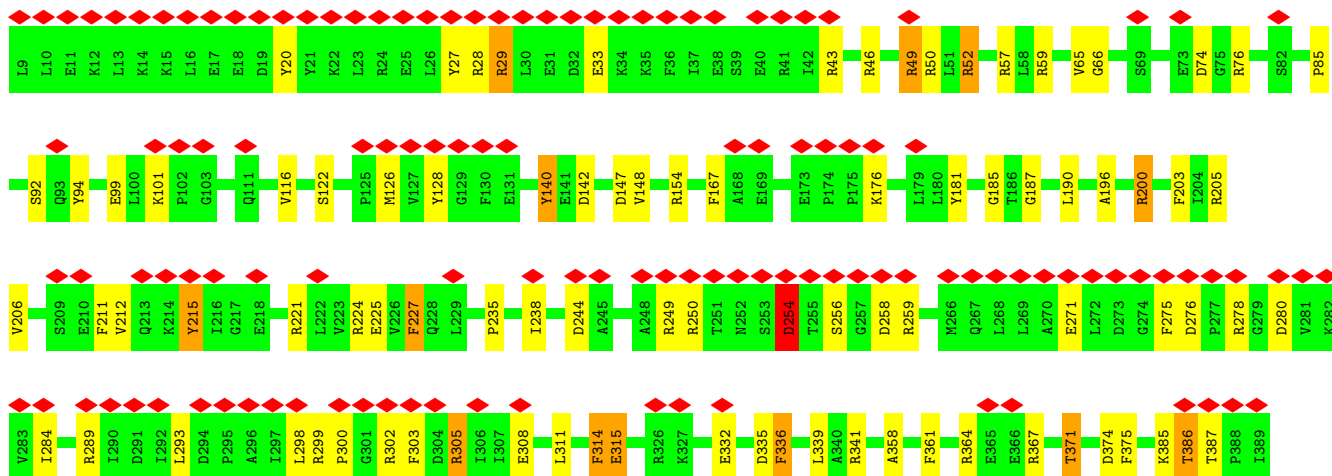 L9 L10 E11 K12 L13 K14 K15 L16 E17 E18 D19 Y20 Y21 K22 L23 R24 E25 L26 Y27 R28 R29 L30 E31 D32 E33 K34 K35 F36 I37 E38 S39 E40 R41 I42 R43 R46 R49 R50 L51 R52 R57 L58 R59 V65 G66 S69 E73 D74 G75 R76 S82 P85
S92 Q93 Y94 E99 L100 K101 P102 G103 Q111 V116 S122 P125 M126 V127 Y128 G129 F130 E131 Y140 E141 D142 D147 V148 R154 F167 A168 E169 E173 P174 P175 K176 L179 L180 Y181 G185 T186 G187 L190 A196 R200 F203 I204 R205
V206 S209 E210 F211 V212 Q213 K214 Y215 I216 G217 E218 R221 L222 V223 R224 E225 V226 F227 Q228 L229 P235 I238 D244 A245 A248 R249 R250 T251 N252 S253 D254 T255 S256 G257 D258 R259 M266 Q267 L268 L269 A270 E271 L272 D273 G274 F275 D276 P277 R278 G279 D280 V281 K282
V283 I284 R289 I290 D291 I292 L293 D294 P295 A296 I297 L298 R299 P300 G301 R302 F303 D304 R305 I306 I307 E308 L311 F314 E315 R326 K327 E332 D335 F336 L339 A340 R341 A358 F361 R364 E365 E366 R367 T371 D374 F375 K385 T386 T387 P388 I389